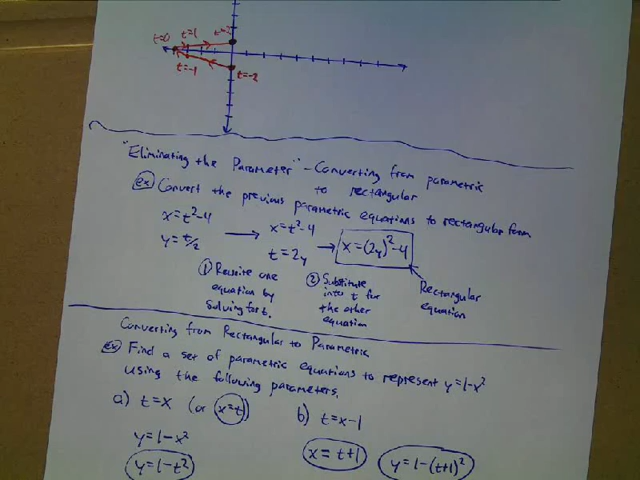 t=0 t=1 t=2
t=-1 t=-2
"Eliminating the Parameter" - Converting from parametric
to rectangular
ex Convert the previous parametric equations to rectangular form
x=t²-4 → x=t²-4
y=t/2 t=2y → x=(2y)²-4
① Rewrite one
equation by
solving for t.
② Substitute
into t for
the other
equation
Rectangular
equation
Converting from Rectangular to Parametric
ex Find a set of parametric equations to represent y=1-x²
using the following parameters.
a) t=x (or x=t) b) t=x-1
y=1-x² x=t+1 y=1-(t+1)²
y=1-t²